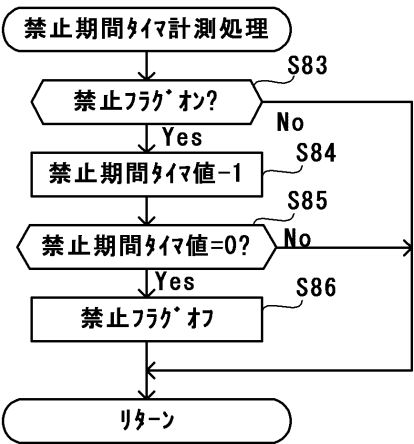 禁止期間ﾀｲﾏ計測処理
S83
禁止ﾌﾗｸﾞｵﾝ?
No
Yes
S84
禁止期間ﾀｲﾏ値-1
S85
禁止期間ﾀｲﾏ値=0?
No
Yes
S86
禁止ﾌﾗｸﾞｵﾌ
ﾘﾀｰﾝ